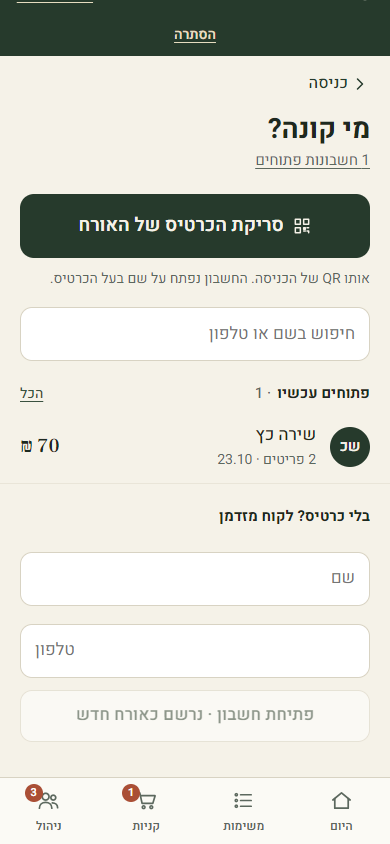 הסתרה
כניסה
מי קונה?
1 חשבונות פתוחים
סריקת הכרטיס של האורח
אותו QR של הכניסה. החשבון נפתח על שם בעל הכרטיס.
חיפוש בשם או טלפון
פתוחים עכשיו · 1
הכל
שכ
שירה כץ
70 ₪
2 פריטים · 23.10
בלי כרטיס? לקוח מזדמן
שם
טלפון
פתיחת חשבון · נרשם כאורח חדש
היום
משימות
1
קניות
3
ניהול